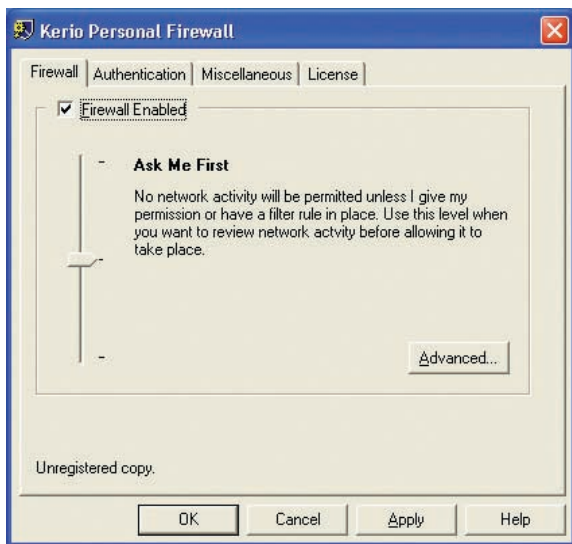 Kerio Personal Firewall
Firewall Authentication Miscellaneous License
Firewall Enabled
Ask Me First
No network activity will be permitted unless I give my
permission or have a filter rule in place. Use this level when
you want to review network actvity before allowing it to
take place.
Advanced...
Unregistered copy.
OK Cancel Apply Help